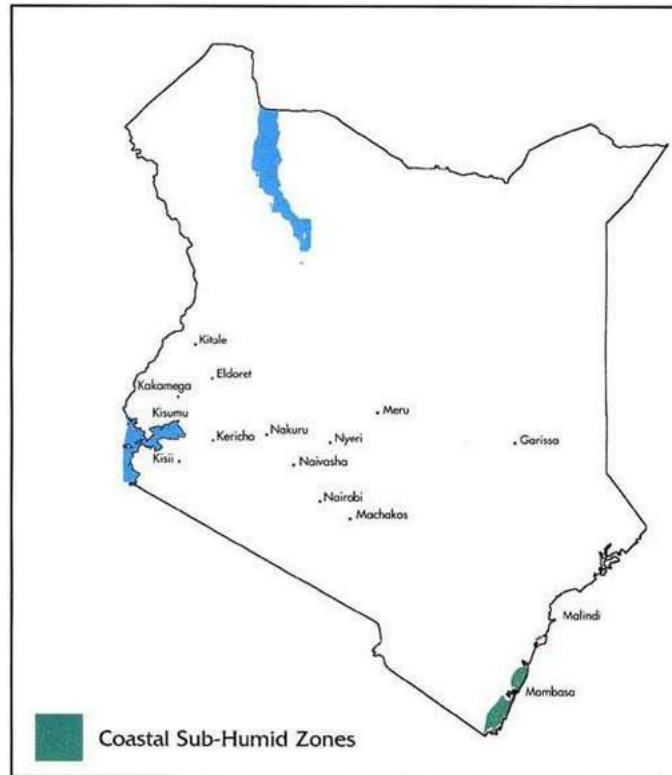 Kitale
Eldoret
Kakamega
Kisumu
Meru
Kericho
Nakuru
Nyeri
Garissa
Kisii
Naivasha
Nairobi
Machakos
Malindi
Mombasa
Coastal Sub-Humid Zones